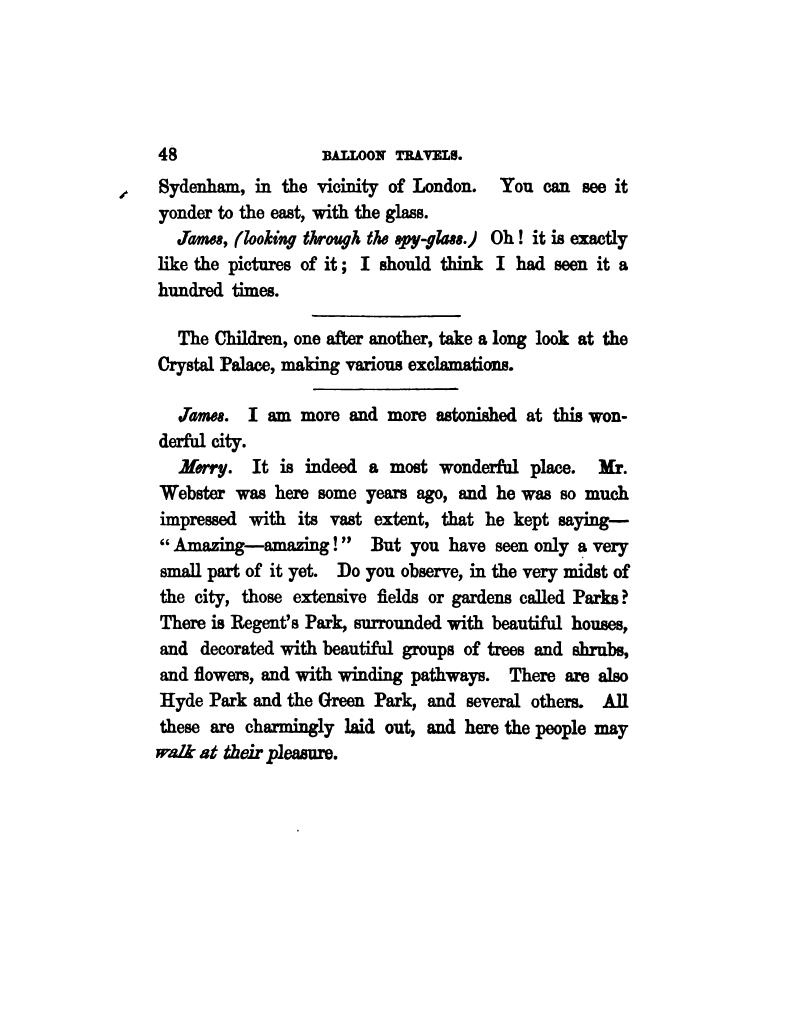 48 BALLOON TRAVELS.
Sydenham, in the vicinity of London. You can see it
yonder to the east, with the glass.
James, (looking through the spy-glass.) Oh! it is exactly
like the pictures of it; I should think I had seen it a
hundred times.
The Children, one after another, take a long look at the
Crystal Palace, making various exclamations.
James. I am more and more astonished at this won-
derful city.
Merry. It is indeed a most wonderful place. Mr.
Webster was here some years ago, and he was so much
impressed with its vast extent, that he kept saying—
"Amazing—amazing!" But you have seen only a very
small part of it yet. Do you observe, in the very midst of
the city, those extensive fields or gardens called Parks?
There is Regent's Park, surrounded with beautiful houses,
and decorated with beautiful groups of trees and shrubs,
and flowers, and with winding pathways. There are also
Hyde Park and the Green Park, and several others. All
these are charmingly laid out, and here the people may
walk at their pleasure.